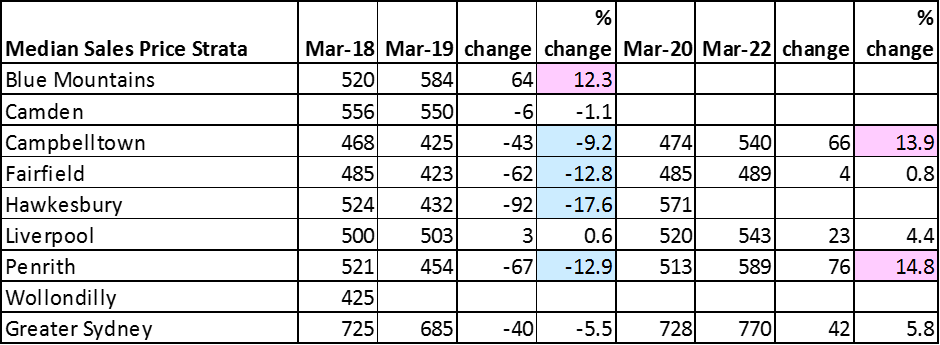 % %
Median Sales Price Strata Mar-18 Mar-19 change change Mar-20 Mar-22 change change
Blue Mountains 520 584 64 12.3
Camden 556 550 -6 -1.1
Campbelltown 468 425 -43 -9.2 474 540 66 13.9
Fairfield 485 423 -62 -12.8 485 489 4 0.8
Hawkesbury 524 432 -92 -17.6 571
Liverpool 500 503 3 0.6 520 543 23 4.4
Penrith 521 454 -67 -12.9 513 589 76 14.8
Wollondilly 425
Greater Sydney 725 685 -40 -5.5 728 770 42 5.8